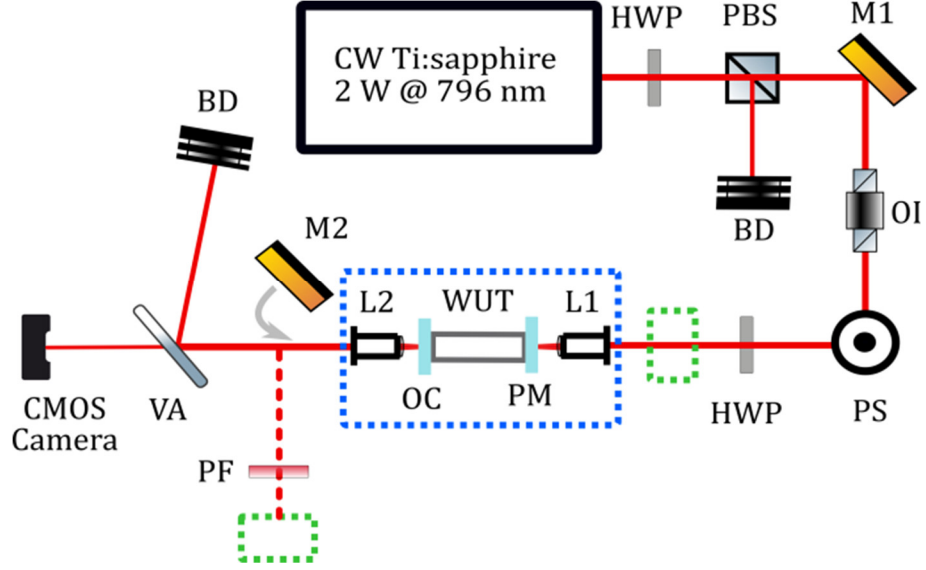 HWP
PBS
M1
CW Ti:sapphire
2 W @ 796 nm
BD
BD
OI
M2
L2
WUT
L1
OC
PM
CMOS
Camera
VA
HWP
PS
PF